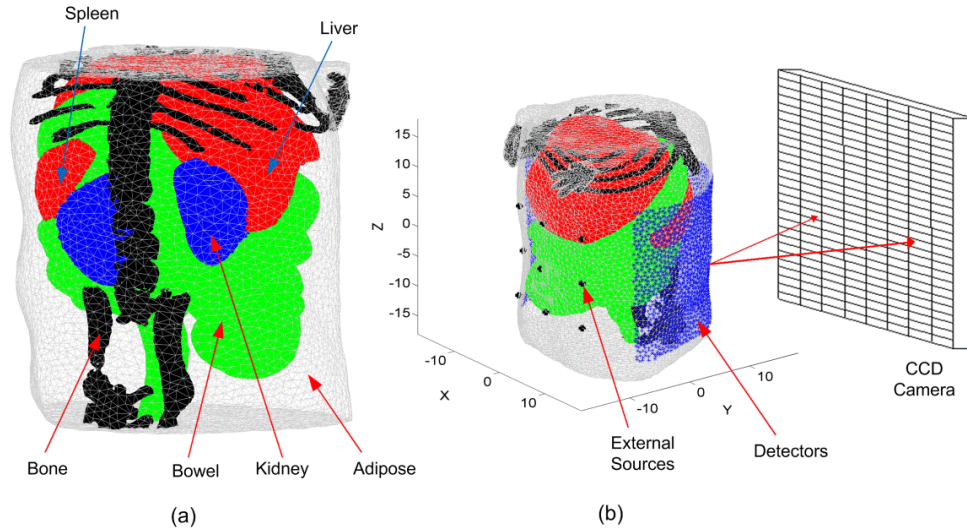 Spleen
Liver
Bone
Bowel
Kidney
Adipose
(a)
15
10
5
0
-5
-10
-15
Z
-10
0
10
X
-10
0
10
Y
External
Sources
Detectors
CCD
Camera
(b)